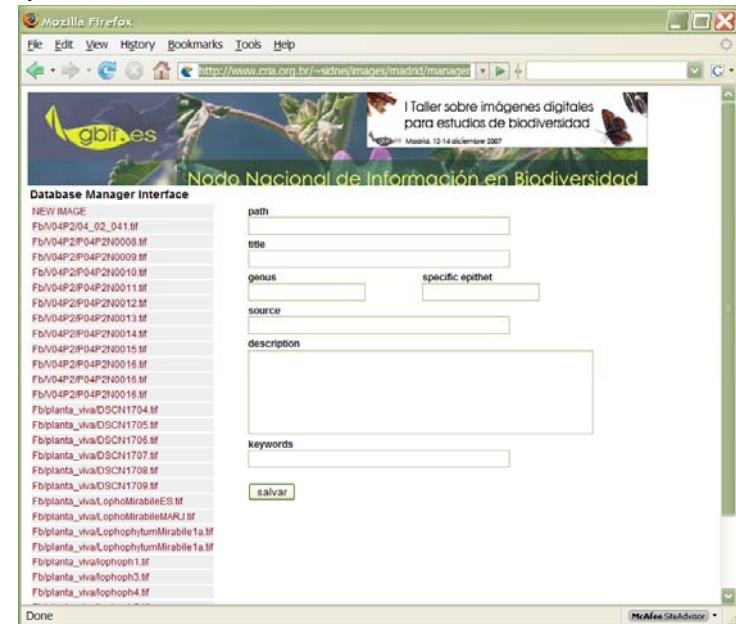 Mozilla Firefox
File Edit View History Bookmarks Tools Help
http://www.cria.org.br/~sidnei/images/madrid/manager
gbif.es
I Taller sobre imágenes digitales
para estudios de biodiversidad
Madrid. 12-14 diciembre 2007
Nodo Nacional de Información en Biodiversidad
Database Manager Interface
NEW IMAGE
Fb/V04P2/04_02_041.tif
Fb/V04P2/P04P2N0008.tif
Fb/V04P2/P04P2N0009.tif
Fb/V04P2/P04P2N0010.tif
Fb/V04P2/P04P2N0011.tif
Fb/V04P2/P04P2N0012.tif
Fb/V04P2/P04P2N0013.tif
Fb/V04P2/P04P2N0014.tif
Fb/V04P2/P04P2N0015.tif
Fb/V04P2/P04P2N0016.tif
Fb/V04P2/P04P2N0016.tif
Fb/V04P2/P04P2N0016.tif
Fb/planta_viva/DSCN1704.tif
Fb/planta_viva/DSCN1705.tif
Fb/planta_viva/DSCN1706.tif
Fb/planta_viva/DSCN1707.tif
Fb/planta_viva/DSCN1708.tif
Fb/planta_viva/DSCN1709.tif
Fb/planta_viva/LophoMirabileES.tif
Fb/planta_viva/LophoMirabileMARJ.tif
Fb/planta_viva/LophophytumMirabile1a.tif
Fb/planta_viva/LophophytumMirabile1a.tif
Fb/planta_viva/lophoph1.tif
Fb/planta_viva/lophoph3.tif
Fb/planta_viva/lophoph4.tif
path
title
genus specific epithet
source
description
keywords
salvar
Done
McAfee SiteAdvisor